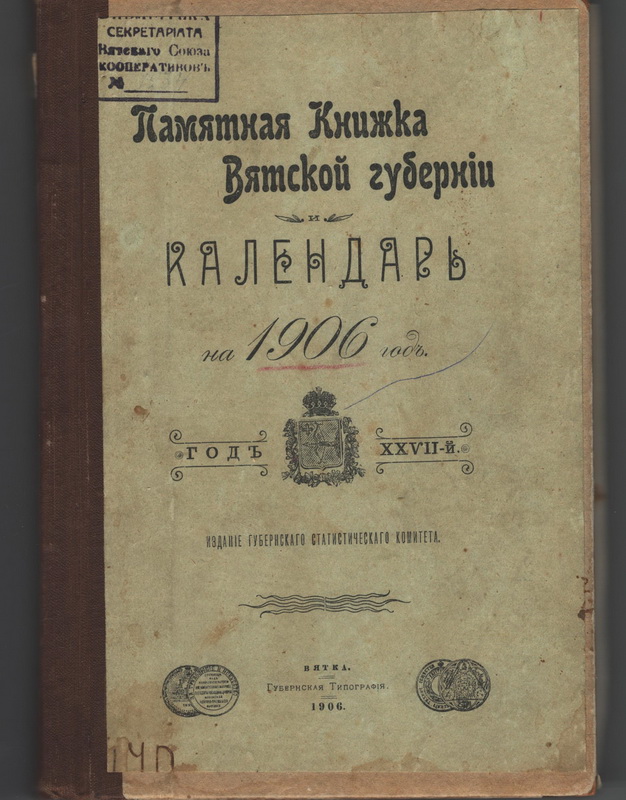 СЕКРЕТАРІАТА
Вятскаго Союза
КООПЕРАТИВОВЪ
№
Памятная Книжка
Вятской губерніи
и
КАЛЕНДАРЬ
на 1906 годъ.
ГОДЪ XXVII-й.
ИЗДАНІЕ ГУБЕРНСКАГО СТАТИСТИЧЕСКАГО КОМИТЕТА.
ВЯТКА.
Губернская Типографія.
1906.